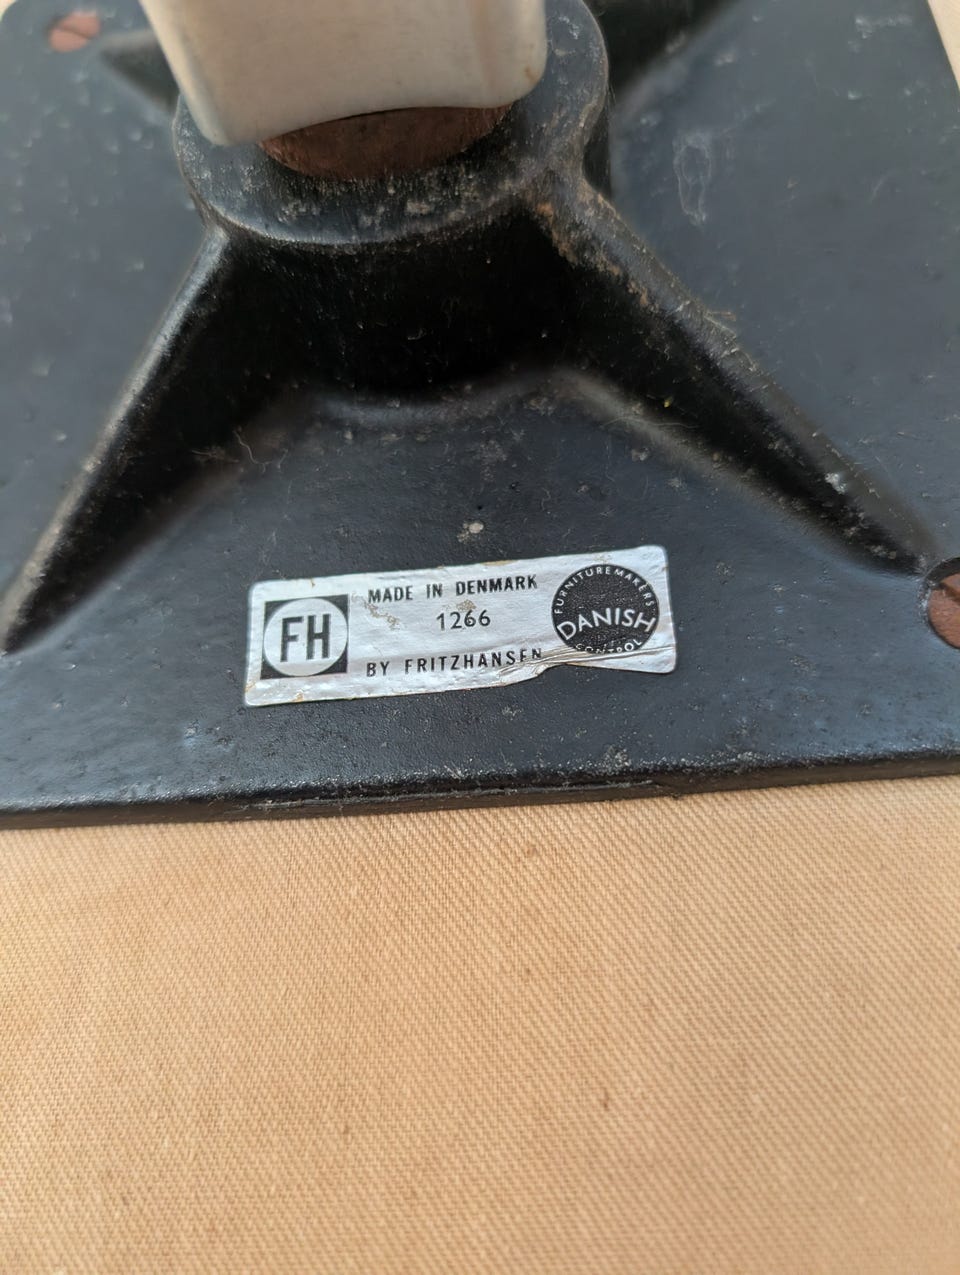 FH
MADE IN DENMARK
1266
BY FRITZHANSEN
FURNITUREMAKERS
DANISH
CONTROL